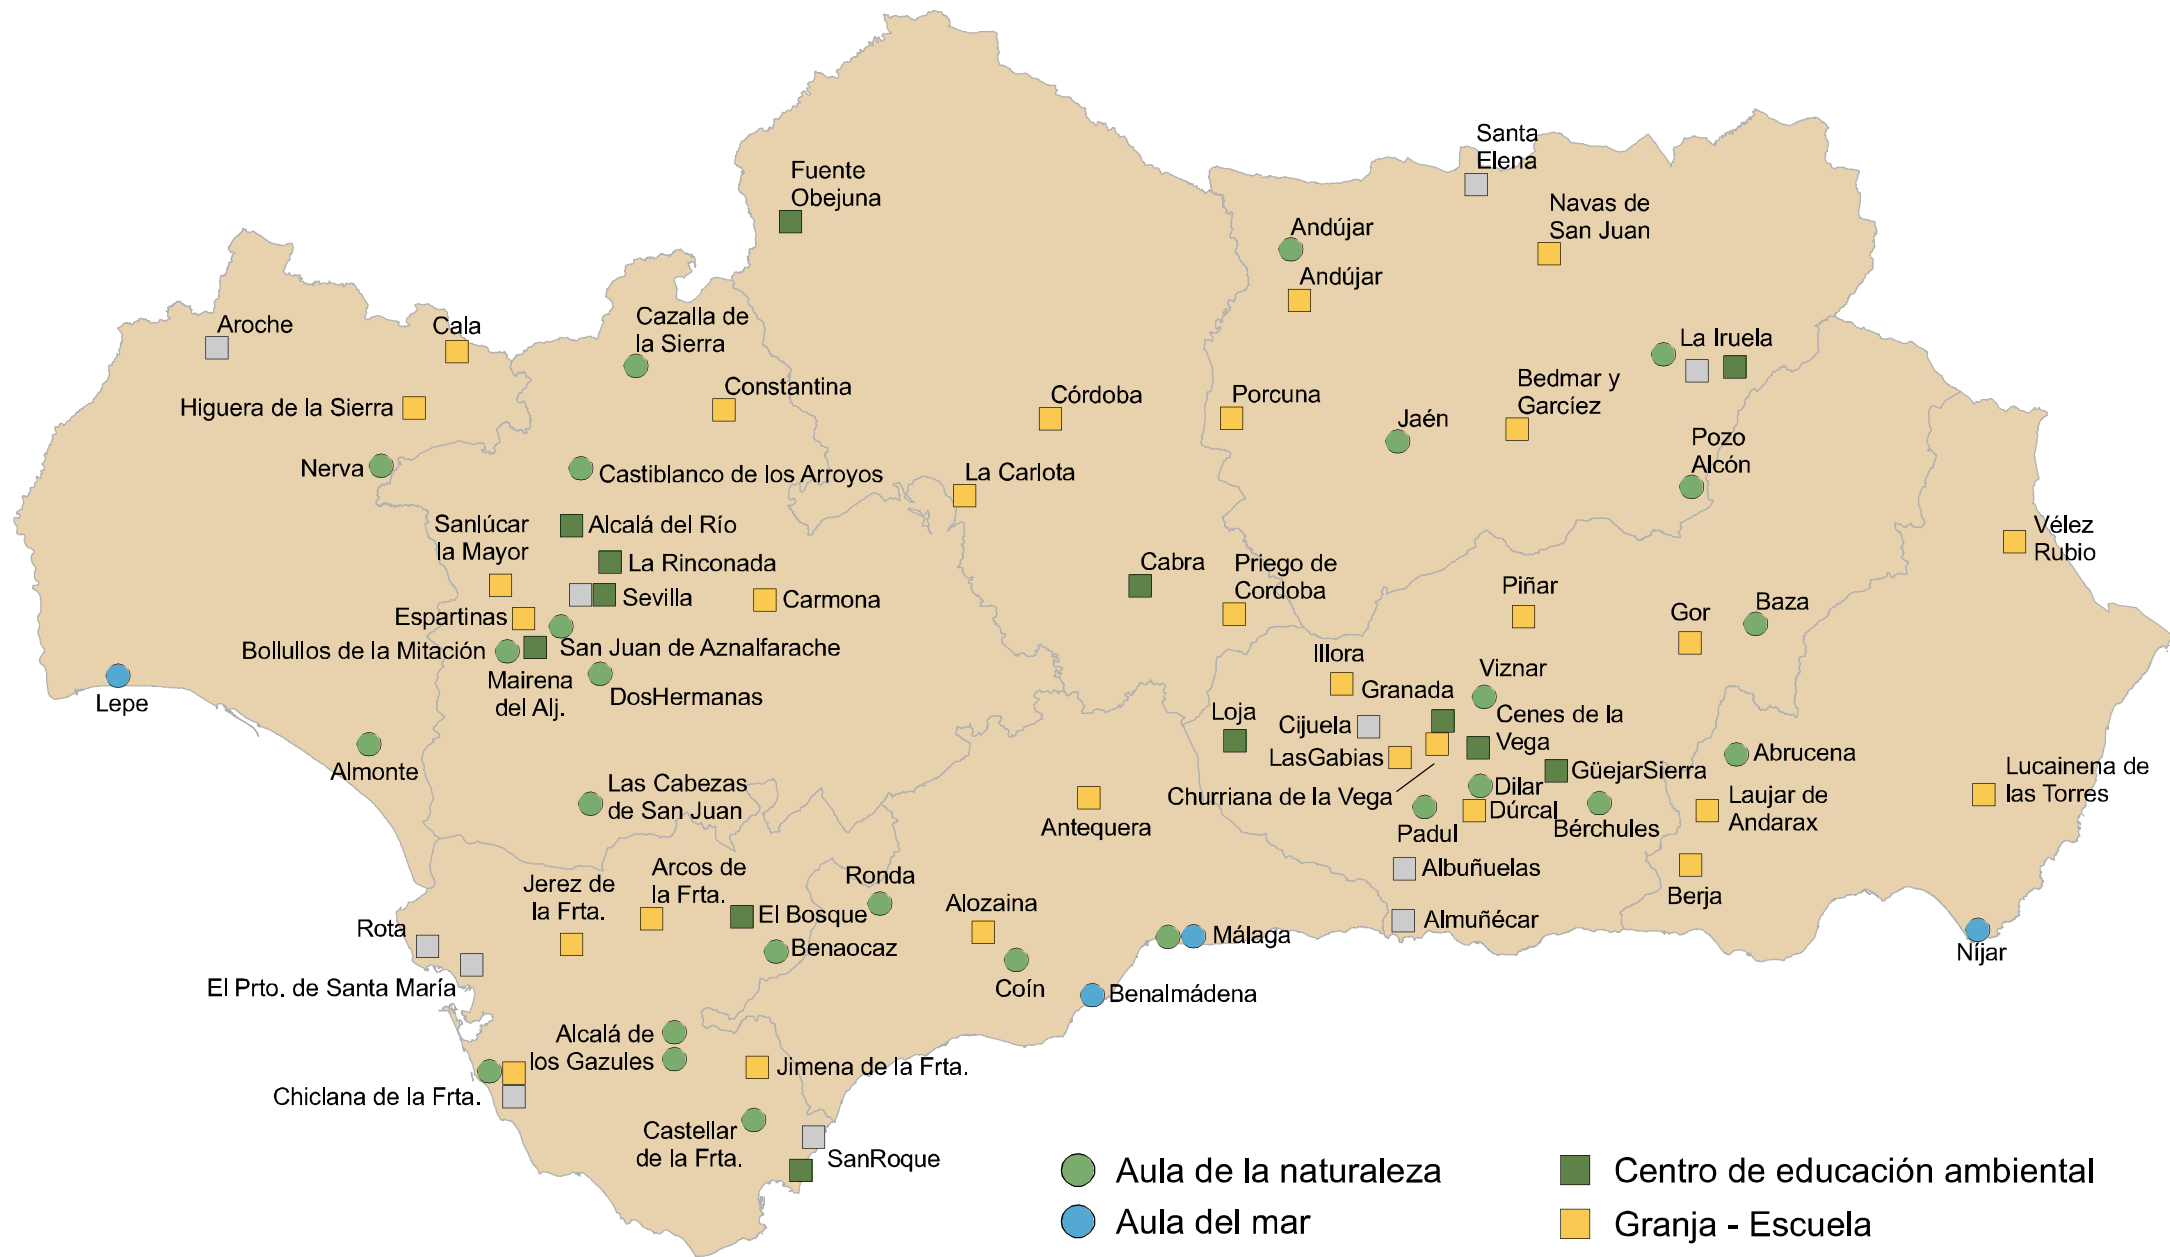 Santa
Elena
Fuente
Obejuna
Navas de
San Juan
Andújar
Andújar
Aroche
Cala
Cazalla de
la Sierra
La Iruela
Constantina
Córdoba
Porcuna
Bedmar y
Garcíez
Higuera de la Sierra
Jaén
Pozo
Alcón
Nerva
Castiblanco de los Arroyos
La Carlota
Sanlúcar
la Mayor
Alcalá del Río
Vélez
Rubio
La Rinconada
Cabra
Priego de
Cordoba
Piñar
Sevilla
Carmona
Gor
Baza
Espartinas
Bollullos de la Mitación
San Juan de Aznalfarache
Illora
Viznar
Mairena
del Alj.
DosHermanas
Granada
Lepe
Loja
Cijuela
Cenes de la
Vega
LasGabias
Abrucena
Almonte
GüejarSierra
Lucainena de
las Torres
Las Cabezas
de San Juan
Churriana de la Vega
Dilar
Dúrcal
Laujar de
Andarax
Antequera
Padul
Bérchules
Arcos de
la Frta.
Jerez de
la Frta.
Ronda
Albuñuelas
Berja
Alozaina
El Bosque
Almuñécar
Rota
Benaocaz
Málaga
Níjar
El Prto. de Santa María
Coín
Benalmádena
Alcalá de
los Gazules
Jimena de la Frta.
Chiclana de la Frta.
Castellar
de la Frta.
SanRoque
Aula de la naturaleza
Centro de educación ambiental
Aula del mar
Granja - Escuela